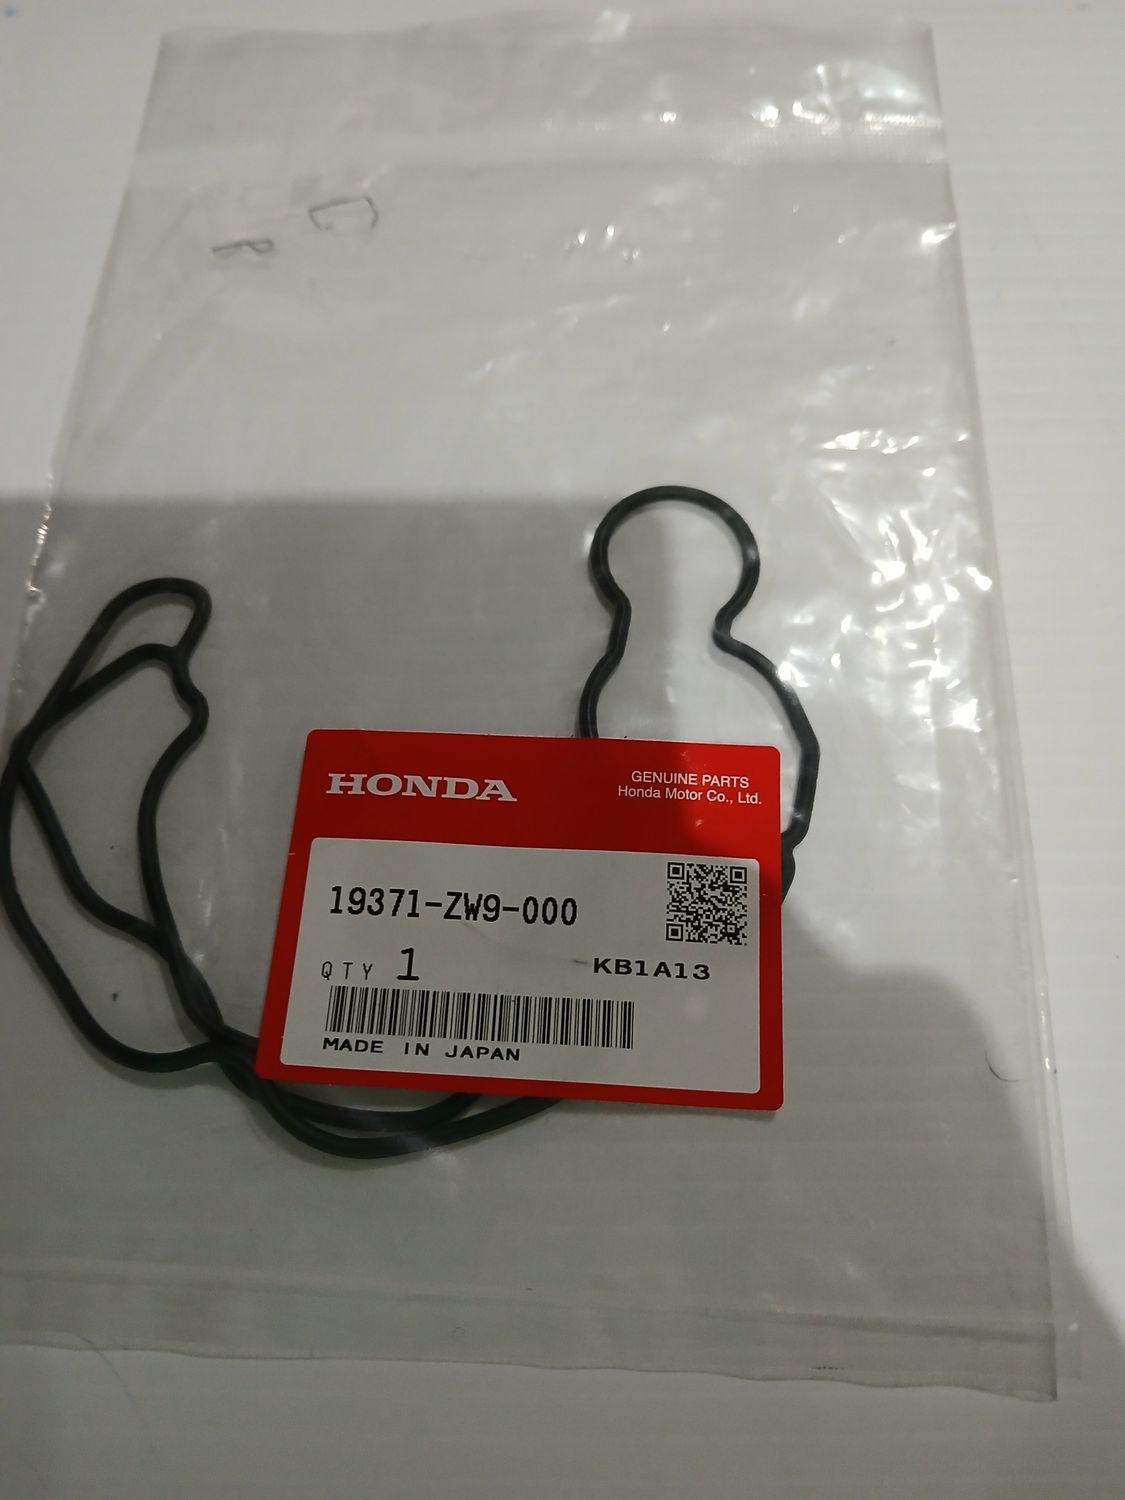 C
R
HONDA
GENUINE PARTS
Honda Motor Co., Ltd.
19371-ZW9-000
QTY 1
KB1A13
MADE IN JAPAN